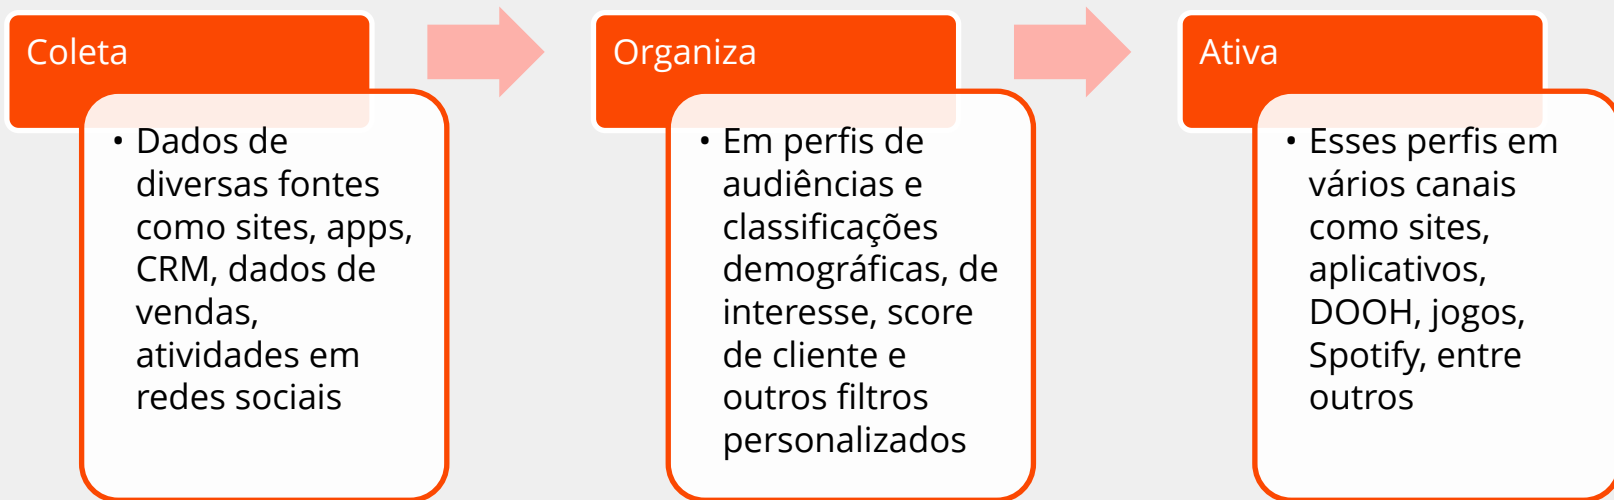 Coleta
• Dados de
diversas fontes
como sites, apps,
CRM, dados de
vendas,
atividades em
redes sociais
Organiza
• Em perfis de
audiências e
classificações
demográficas, de
interesse, score
de cliente e
outros filtros
personalizados
Ativa
• Esses perfis em
vários canais
como sites,
aplicativos,
DOOH, jogos,
Spotify, entre
outros